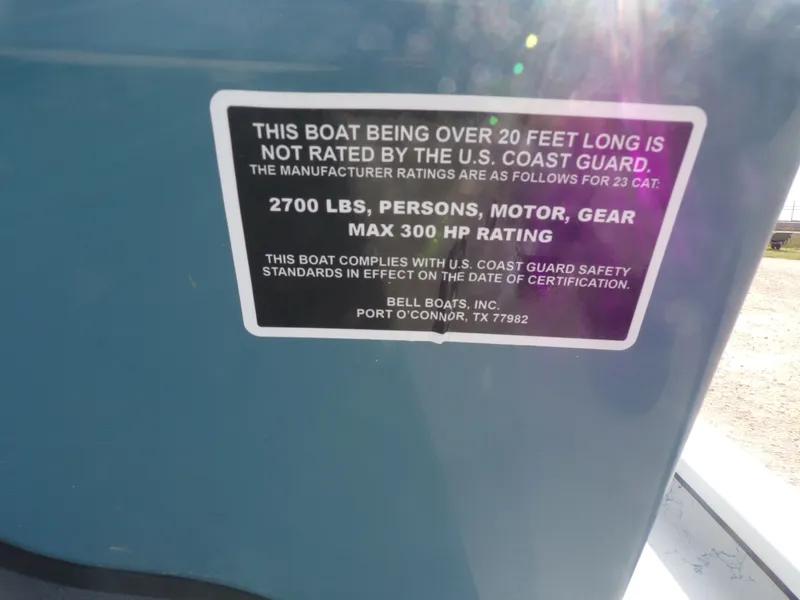 THIS BOAT BEING OVER 20 FEET LONG IS
NOT RATED BY THE U.S. COAST GUARD.
THE MANUFACTURER RATINGS ARE AS FOLLOWS FOR 23 CAT:
2700 LBS, PERSONS, MOTOR, GEAR
MAX 300 HP RATING
THIS BOAT COMPLIES WITH U.S. COAST GUARD SAFETY
STANDARDS IN EFFECT ON THE DATE OF CERTIFICATION.
BELL BOATS, INC.
PORT O'CONNOR, TX 77982